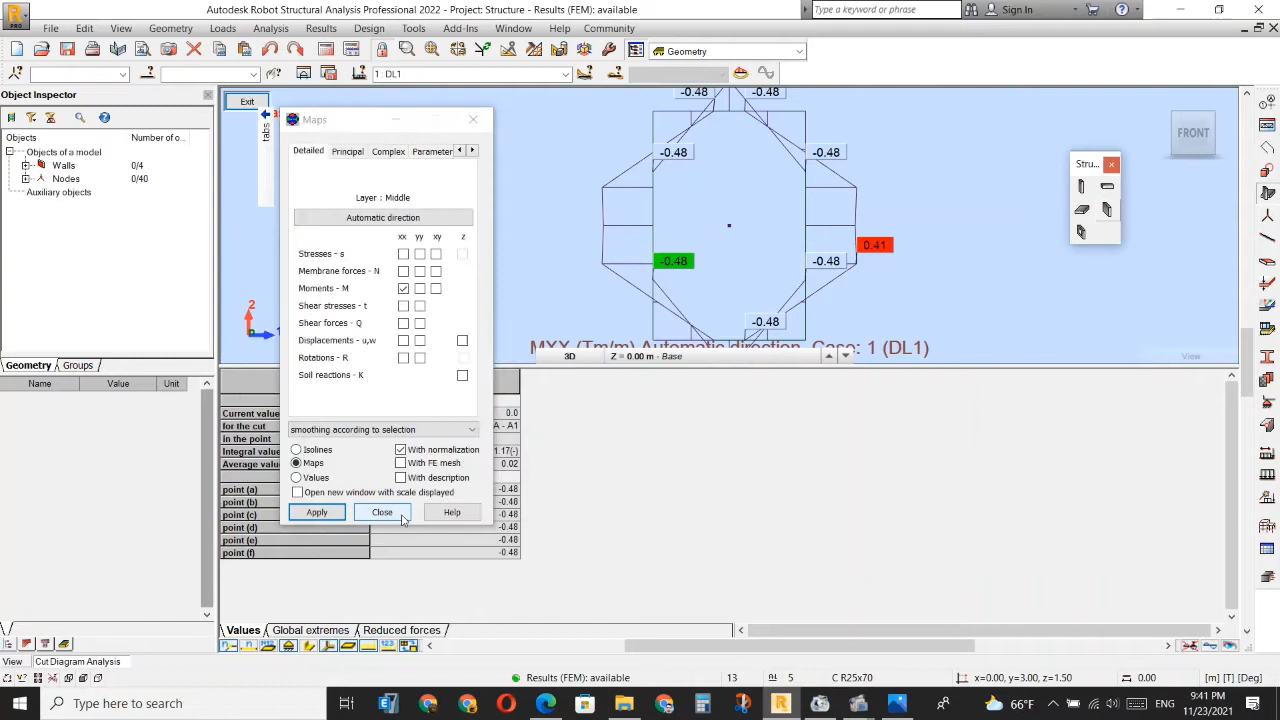 Autodesk Robot Structural Analysis Professional 2022 - Project: Structure - Results (FEM): available
Type a keyword or phrase
Sign In
PRO
File Edit View Geometry Loads Analysis Results Design Tools Add-Ins Window Help Community
Geometry
1: DL1
Object Inspector
Objects
Number of o...
Objects of a model
Walls 0/4
Nodes 0/40
Auxiliary objects
Geometry Groups
Name Value Unit
Exit
tabs
Maps
Detailed Principal Complex Parameter
Layer : Middle
Automatic direction
xx yy xy z
Stresses - s
Membrane forces - N
Moments - M
Shear stresses - t
Shear forces - Q
Displacements - u,w
Rotations - R
Soil reactions - K
smoothing according to selection
Isolines
With normalization
Maps
With FE mesh
Values
With description
Open new window with scale displayed
Apply Close Help
-0.48 -0.48
-0.48 -0.48
0.41
-0.48 -0.48
-0.48
MXX (Tm/m) Automatic direction, Case: 1 (DL1)
3D Z = 0.00 m - Base
View
FRONT
Stru...
2
Current value 0.0
for the cut A - A1
in the point
Integral value 1.17(-)
Average value 0.02
point (a) -0.48
point (b) -0.48
point (c) -0.48
point (d) -0.48
point (e) -0.48
point (f) -0.48
Values Global extremes Reduced forces
View Cut Diagram Analysis
Results (FEM): available
13
5
C R25x70
x=0.00, y=3.00, z=1.50
0.00
[m] [T] [Deg]
Type here to search
66°F
ENG
9:41 PM
11/23/2021